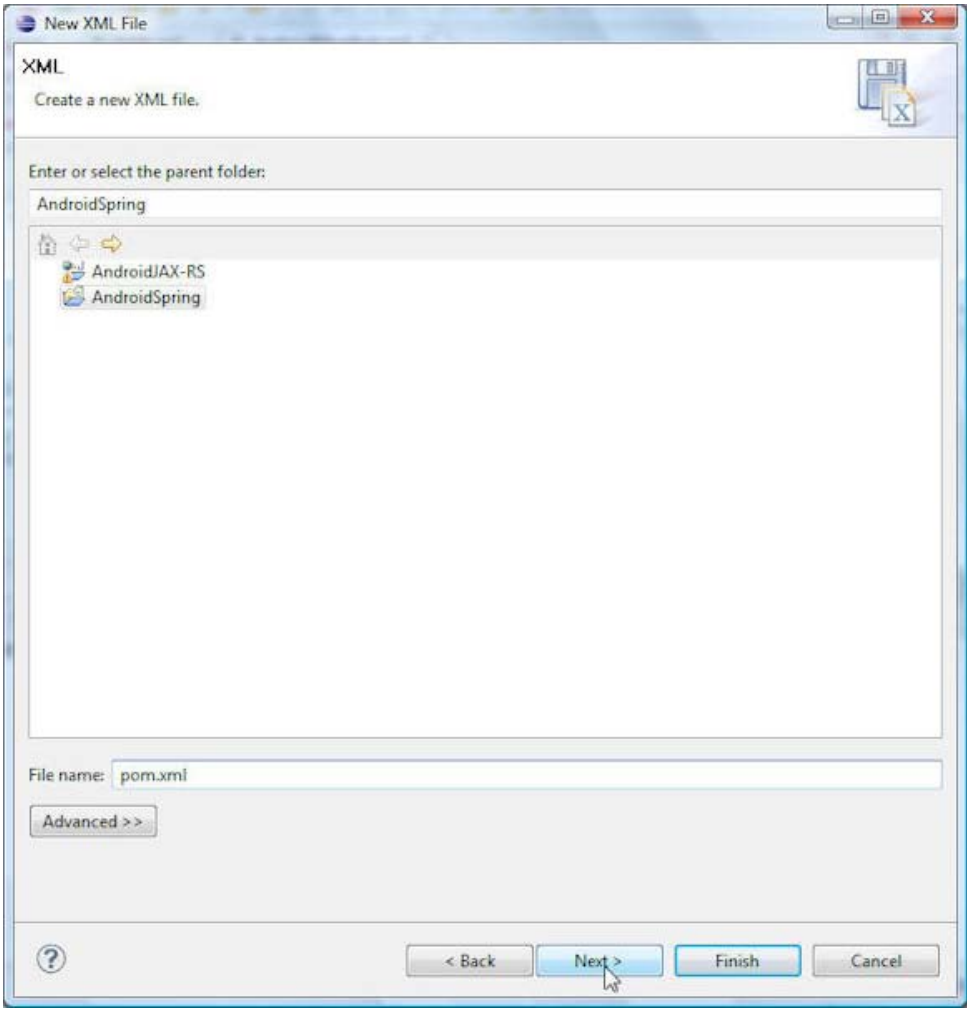 New XML File
XML
Create a new XML file.
X
Enter or select the parent folder:
AndroidSpring
AndroidJAX-RS
AndroidSpring
File name: pom.xml
Advanced >>
? < Back Next > Finish Cancel